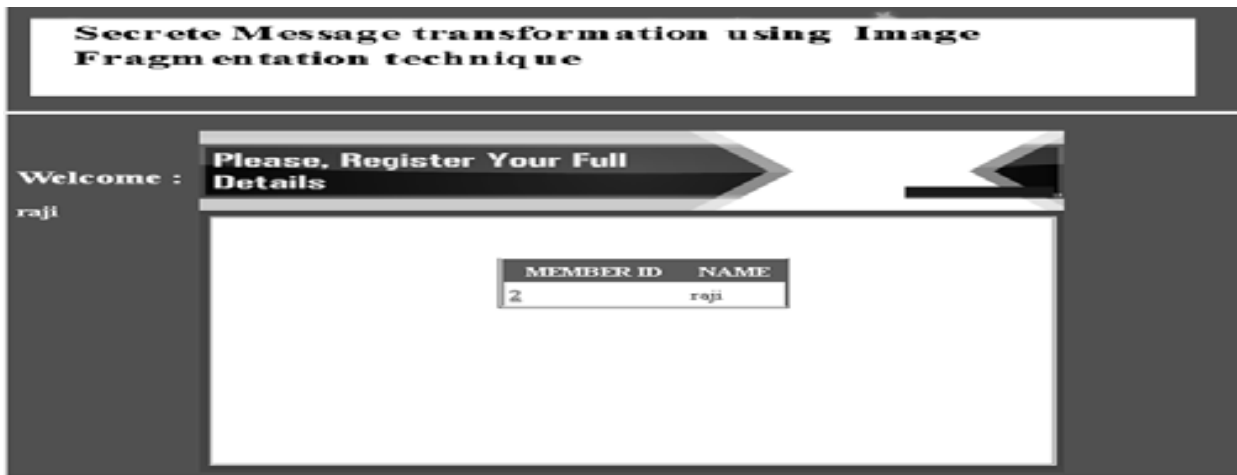 Secrete Message transformation using Image
Fragmentation technique
Welcome :
raji
Please, Register Your Full
Details
MEMBER ID NAME
2 raji